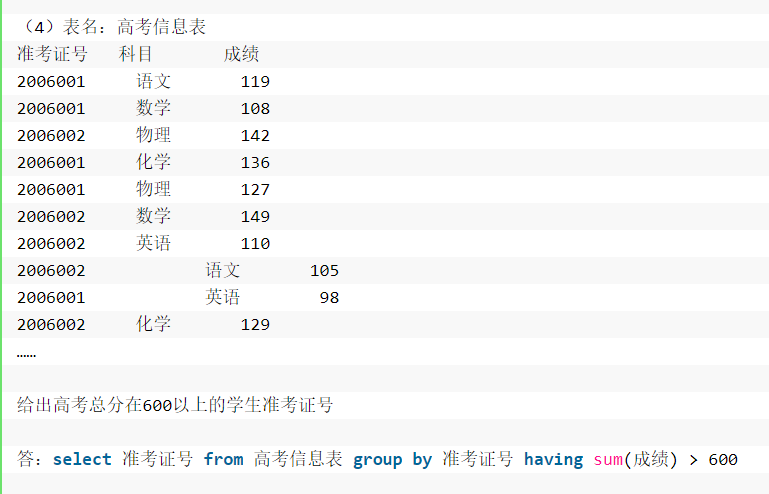 （4）表名：高考信息表
准考证号 科目 成绩
2006001 语文 119
2006001 数学 108
2006002 物理 142
2006001 化学 136
2006001 物理 127
2006002 数学 149
2006002 英语 110
2006002 语文 105
2006001 英语 98
2006002 化学 129
……
给出高考总分在600以上的学生准考证号
答：select 准考证号 from 高考信息表 group by 准考证号 having sum(成绩) > 600